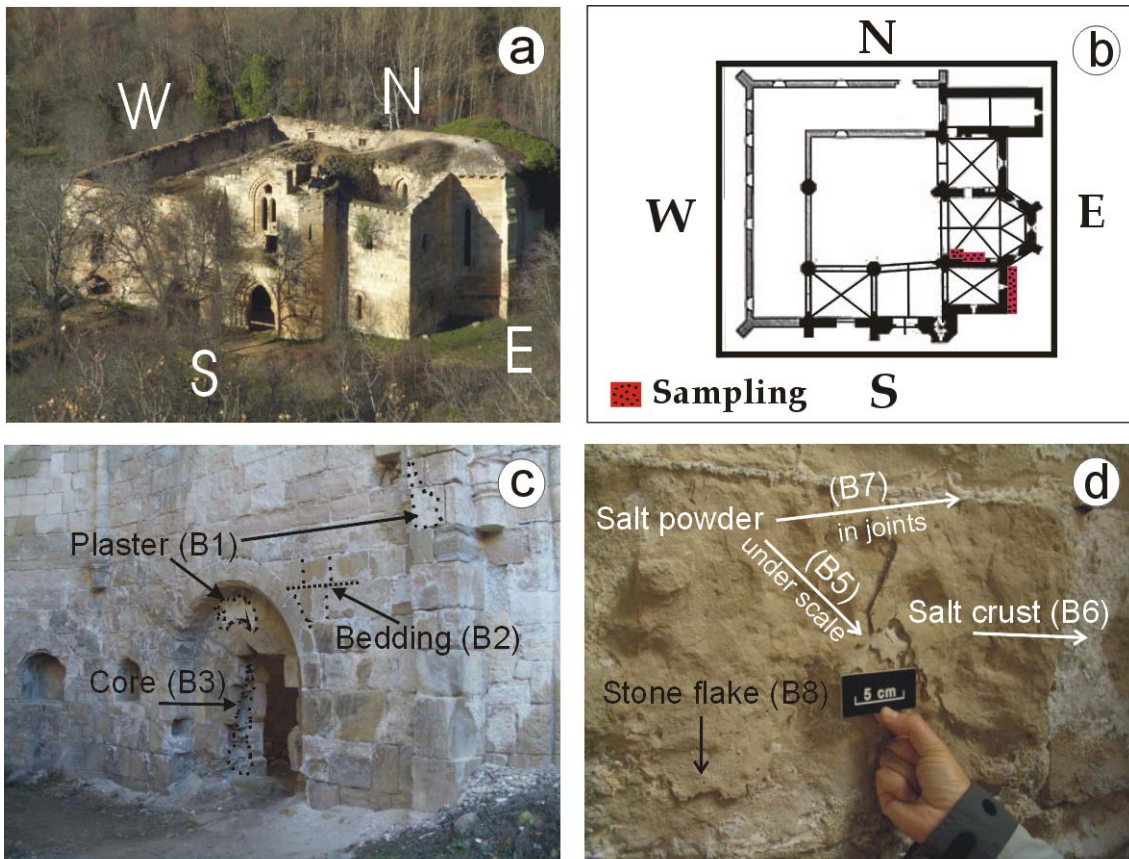 a
W
N
S
E
b
N
W
E
S
Sampling
c
Plaster (B1)
Bedding (B2)
Core (B3)
d
(B7)
Salt powder
in joints
(B5)
under scale
Salt crust (B6)
Stone flake (B8)
5 cm